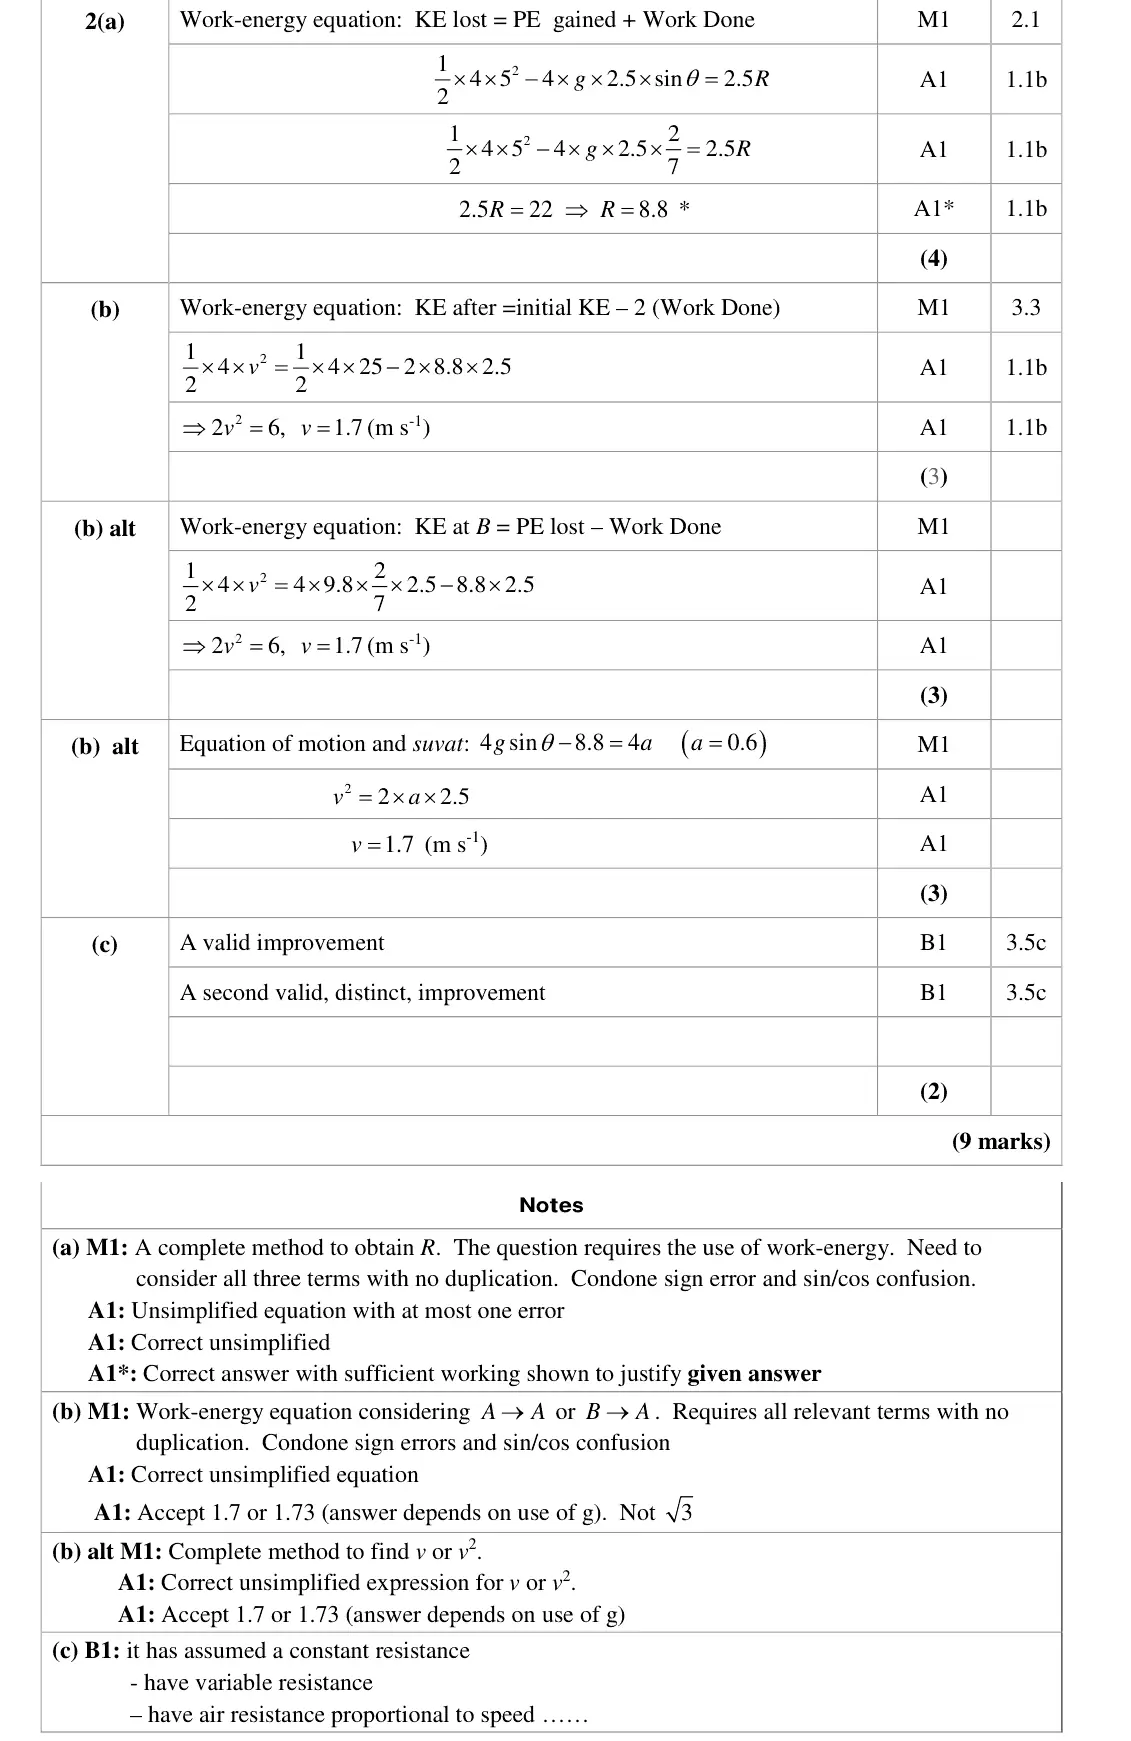 2(a) Work-energy equation:  KE lost = PE  gained + Work Done M1 2.1
1/2 × 4 × 5² − 4 × g × 2.5 × sin θ = 2.5R A1 1.1b
1/2 × 4 × 5² − 4 × g × 2.5 × 2/7 = 2.5R A1 1.1b
2.5R = 22 ⇒ R = 8.8 * A1* 1.1b
(4)
(b) Work-energy equation:  KE after =initial KE – 2 (Work Done) M1 3.3
1/2 × 4 × v² = 1/2 × 4 × 25 − 2 × 8.8 × 2.5 A1 1.1b
⇒ 2v² = 6,  v = 1.7 (m s⁻¹) A1 1.1b
(3)
(b) alt Work-energy equation:  KE at B = PE lost – Work Done M1
1/2 × 4 × v² = 4 × 9.8 × 2/7 × 2.5 − 8.8 × 2.5 A1
⇒ 2v² = 6,  v = 1.7 (m s⁻¹) A1
(3)
(b)  alt Equation of motion and suvat: 4g sin θ − 8.8 = 4a   (a = 0.6) M1
v² = 2 × a × 2.5 A1
v = 1.7  (m s⁻¹) A1
(3)
(c) A valid improvement B1 3.5c
A second valid, distinct, improvement B1 3.5c
(2)
(9 marks)
Notes
(a) M1: A complete method to obtain R.  The question requires the use of work-energy.  Need to
consider all three terms with no duplication.  Condone sign error and sin/cos confusion.
A1: Unsimplified equation with at most one error
A1: Correct unsimplified
A1*: Correct answer with sufficient working shown to justify given answer
(b) M1: Work-energy equation considering A → A or B → A.  Requires all relevant terms with no
duplication.  Condone sign errors and sin/cos confusion
A1: Correct unsimplified equation
A1: Accept 1.7 or 1.73 (answer depends on use of g).  Not √3
(b) alt M1: Complete method to find v or v².
A1: Correct unsimplified expression for v or v².
A1: Accept 1.7 or 1.73 (answer depends on use of g)
(c) B1: it has assumed a constant resistance
- have variable resistance
– have air resistance proportional to speed ……